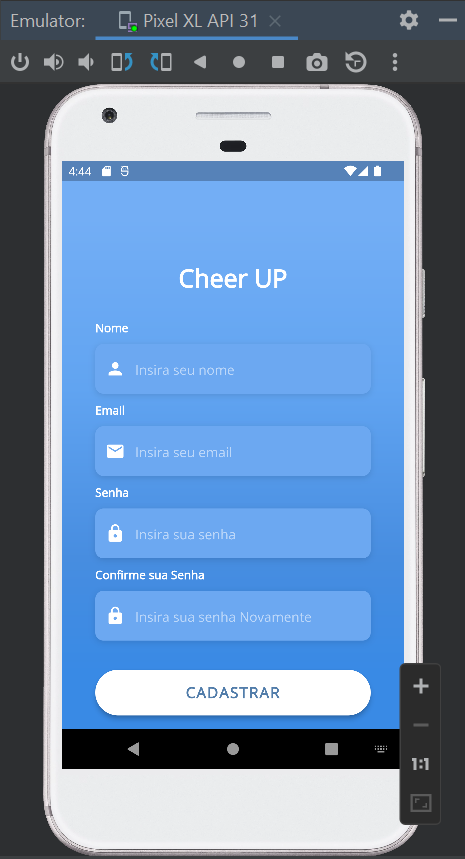 Emulator: Pixel XL API 31
4:44
Cheer UP
Nome
Insira seu nome
Email
Insira seu email
Senha
Insira sua senha
Confirme sua Senha
Insira sua senha Novamente
CADASTRAR
1:1